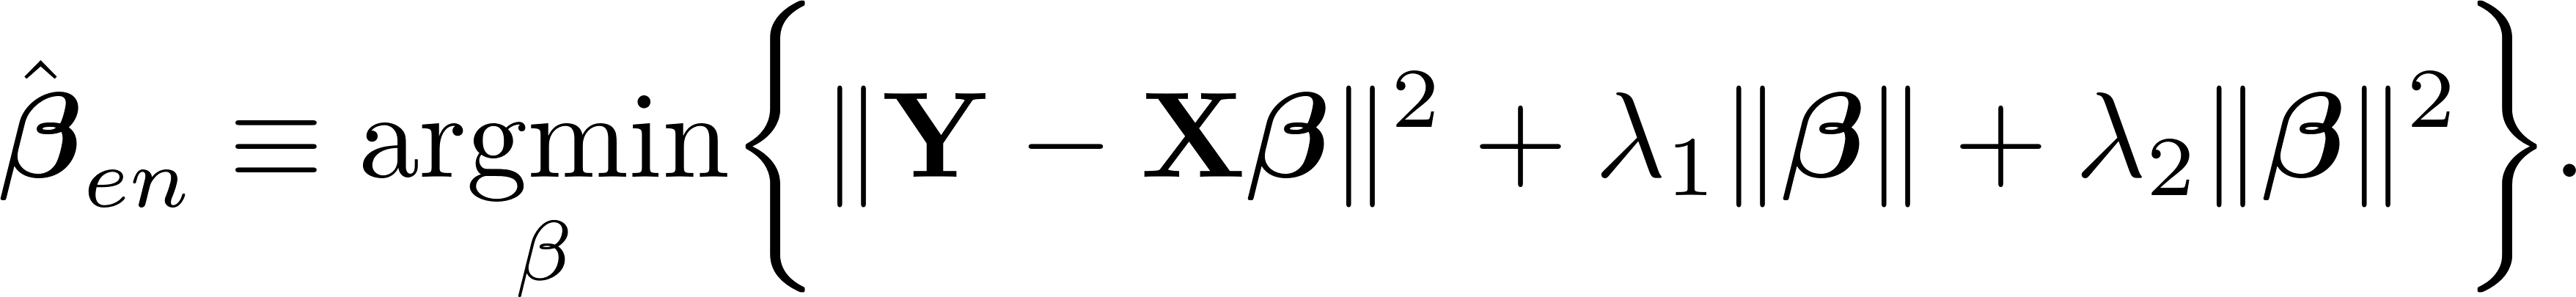 $\hat{\boldsymbol{\beta}}_{en} \equiv \underset{\beta}{\mathrm{argmin}} \left\{ \|\mathbf{Y} - \mathbf{X}\boldsymbol{\beta}\|^2 + \lambda_1 \|\boldsymbol{\beta}\| + \lambda_2 \|\boldsymbol{\beta}\|^2 \right\}.$